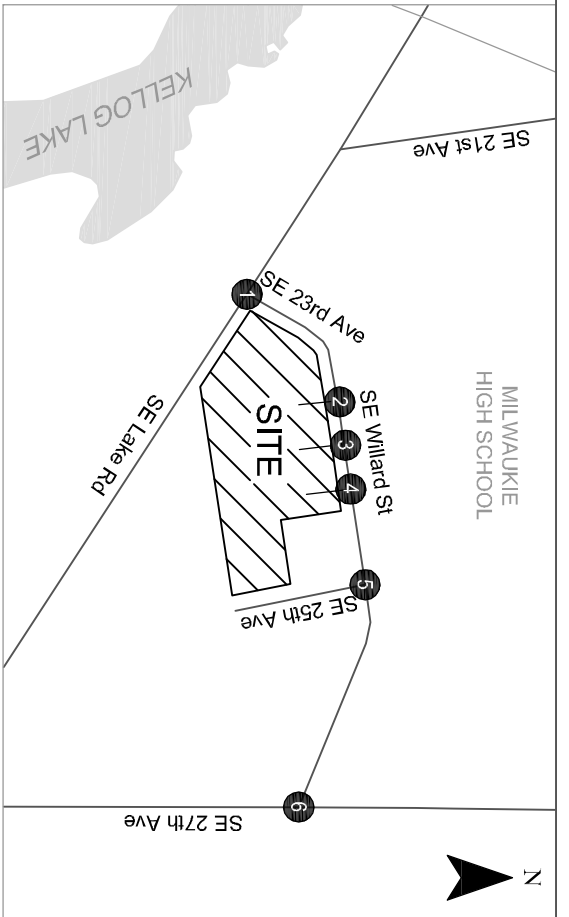 KELLOG LAKE
SE 21st Ave
SE 23rd Ave
1
MILWAUKIE
HIGH SCHOOL
SE Willard St
2
3
4
SITE
SE Lake Rd
5
SE 25th Ave
6
SE 27th Ave
N